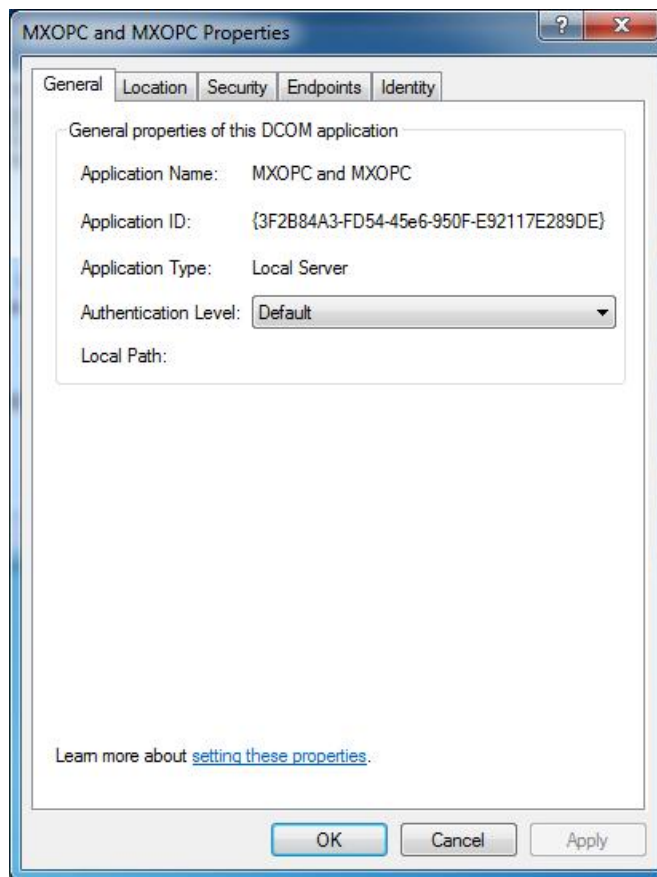 MXOPC and MXOPC Properties
General Location Security Endpoints Identity
General properties of this DCOM application
Application Name: MXOPC and MXOPC
Application ID: {3F2B84A3-FD54-45e6-950F-E92117E289DE}
Application Type: Local Server
Authentication Level: Default
Local Path:
Learn more about setting these properties.
OK Cancel Apply